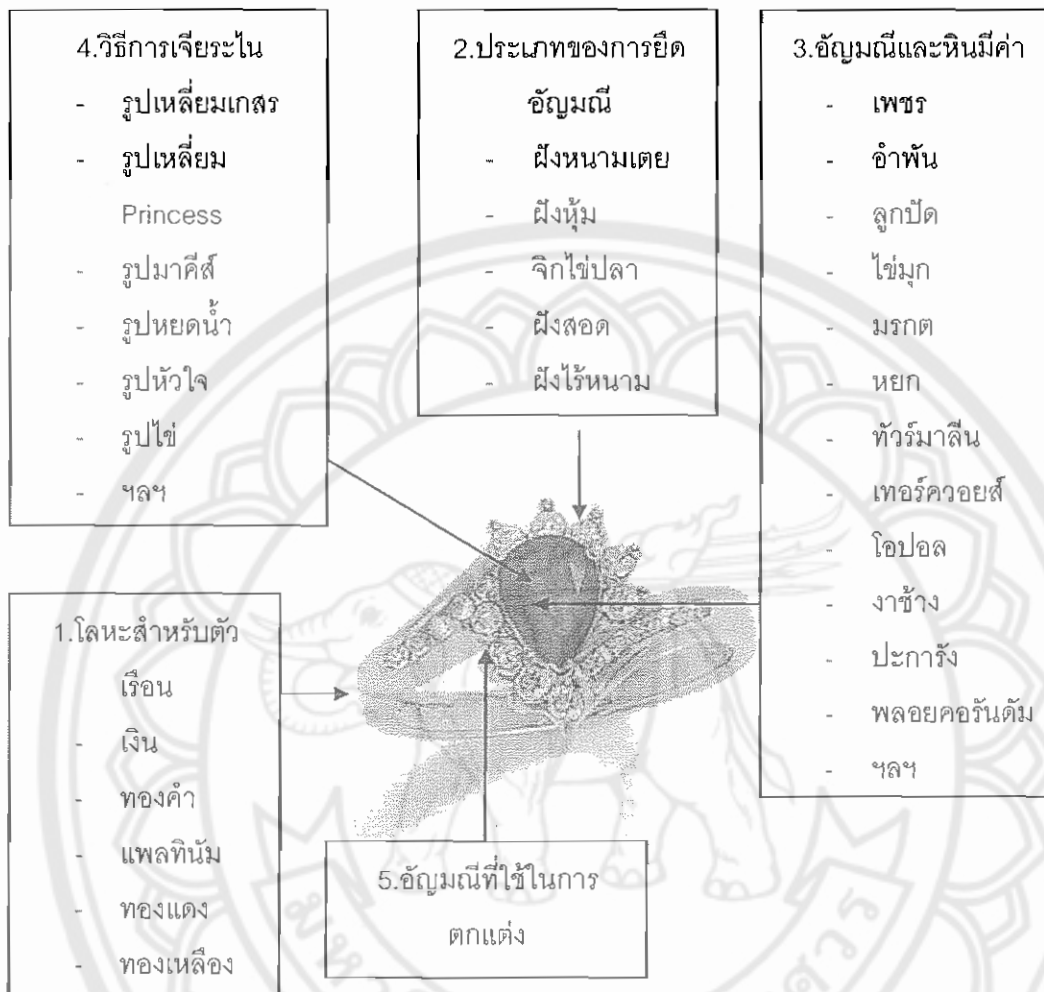 4.วิธีการเจียระไน
- รูปเหลี่ยมเกสร
- รูปเหลี่ยม
Princess
- รูปมาคีส์
- รูปหยดน้ำ
- รูปหัวใจ
- รูปไข่
- ฯลฯ
2.ประเภทของการยึด
อัญมณี
- ฝังหนามเตย
- ฝังหุ้ม
- จิกไข่ปลา
- ฝังสอด
- ฝังไร้หนาม
3.อัญมณีและหินมีค่า
- เพชร
- อำพัน
- ลูกปัด
- ไข่มุก
- มรกต
- หยก
- ทัวร์มาลีน
- เทอร์ควอยส์
- โอปอล
- งาช้าง
- ปะการัง
- พลอยคอรันดัม
- ฯลฯ
1.โลหะสำหรับตัว
เรือน
- เงิน
- ทองคำ
- แพลทินัม
- ทองแดง
- ทองเหลือง
5.อัญมณีที่ใช้ในการ
ตกแต่ง